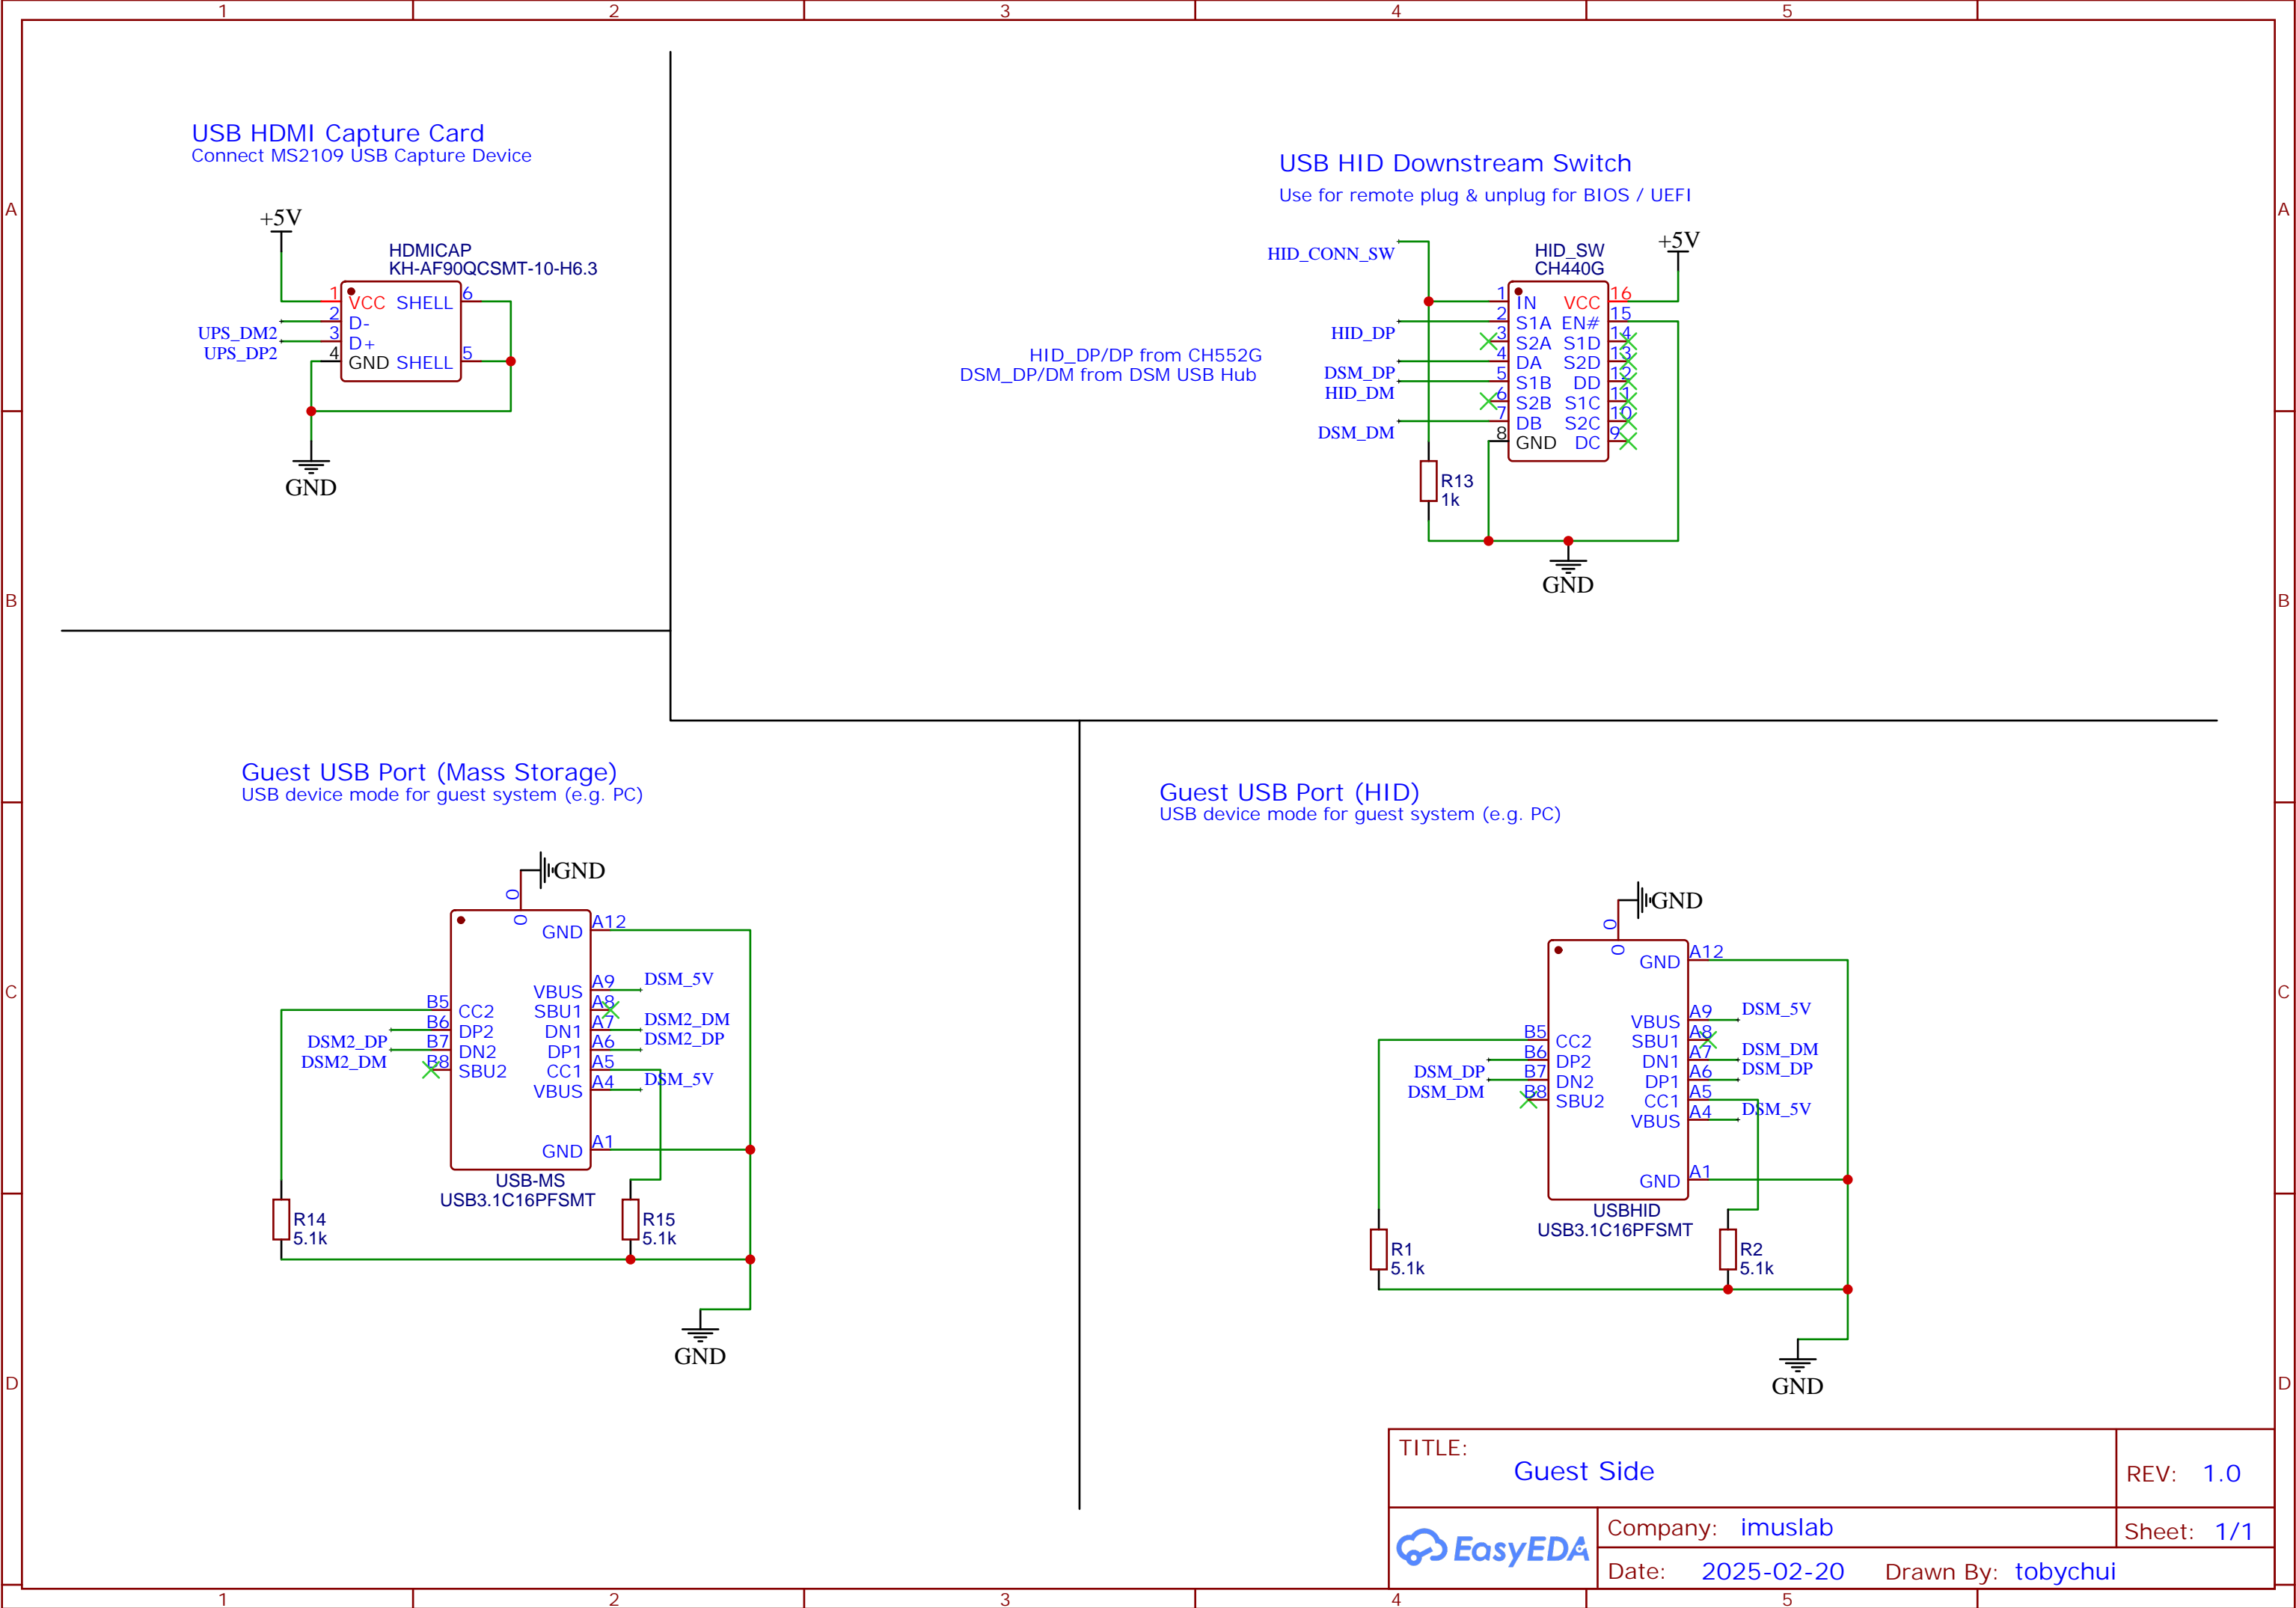 1 2 3 4 5
A
B
C
D
USB HDMI Capture Card
Connect MS2109 USB Capture Device
+5V
HDMICAP
KH-AF90QCSMT-10-H6.3
1 VCC SHELL 6
2 D-
3 D+
4 GND SHELL 5
UPS_DM2
UPS_DP2
GND
USB HID Downstream Switch
Use for remote plug & unplug for BIOS / UEFI
HID_CONN_SW
HID_SW
CH440G
+5V
1 IN VCC 16
2 S1A EN# 15
3 S2A S1D 14
4 DA S2D 13
5 S1B DD 12
6 S2B S1C 11
7 DB S2C 10
8 GND DC 9
HID_DP
DSM_DP
HID_DM
DSM_DM
HID_DP/DP from CH552G
DSM_DP/DM from DSM USB Hub
R13
1k
GND
Guest USB Port (Mass Storage)
USB device mode for guest system (e.g. PC)
GND
0
0
GND A12
VBUS A9 DSM_5V
B5 CC2 SBU1 A8
B6 DP2 DN1 A7 DSM2_DM
DSM2_DP B7 DN2 DP1 A6 DSM2_DP
DSM2_DM B8 SBU2 CC1 A5
VBUS A4 DSM_5V
GND A1
USB-MS
USB3.1C16PFSMT
R14
5.1k
R15
5.1k
GND
Guest USB Port (HID)
USB device mode for guest system (e.g. PC)
GND
0
0
GND A12
VBUS A9 DSM_5V
B5 CC2 SBU1 A8
B6 DP2 DN1 A7 DSM_DM
DSM_DP B7 DN2 DP1 A6 DSM_DP
DSM_DM B8 SBU2 CC1 A5
VBUS A4 DSM_5V
GND A1
USBHID
USB3.1C16PFSMT
R1
5.1k
R2
5.1k
GND
TITLE:
Guest Side
REV: 1.0
EasyEDA
Company: imuslab
Sheet: 1/1
Date: 2025-02-20 Drawn By: tobychui
A
B
C
D
1 2 3 4 5